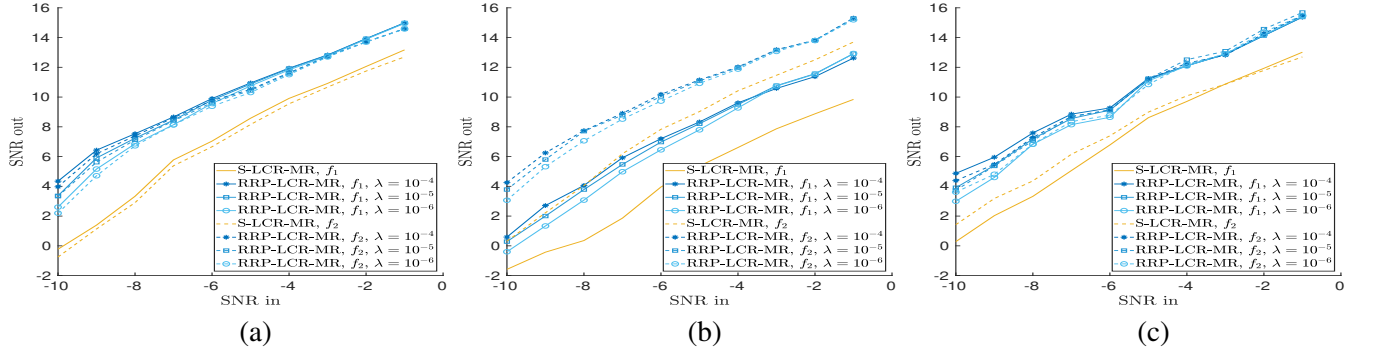 16
14
12
10
8
6
4
2
0
-2
SNR out
-10
-8
-6
-4
-2
0
SNR in
S-LCR-MR, f₁
RRP-LCR-MR, f₁, λ = 10⁻⁴
RRP-LCR-MR, f₁, λ = 10⁻⁵
RRP-LCR-MR, f₁, λ = 10⁻⁶
S-LCR-MR, f₂
RRP-LCR-MR, f₂, λ = 10⁻⁴
RRP-LCR-MR, f₂, λ = 10⁻⁵
RRP-LCR-MR, f₂, λ = 10⁻⁶
(a)
16
14
12
10
8
6
4
2
0
-2
SNR out
-10
-8
-6
-4
-2
0
SNR in
S-LCR-MR, f₁
RRP-LCR-MR, f₁, λ = 10⁻⁴
RRP-LCR-MR, f₁, λ = 10⁻⁵
RRP-LCR-MR, f₁, λ = 10⁻⁶
S-LCR-MR, f₂
RRP-LCR-MR, f₂, λ = 10⁻⁴
RRP-LCR-MR, f₂, λ = 10⁻⁵
RRP-LCR-MR, f₂, λ = 10⁻⁶
(b)
16
14
12
10
8
6
4
2
0
-2
SNR out
-10
-8
-6
-4
-2
0
SNR in
S-LCR-MR, f₁
RRP-LCR-MR, f₁, λ = 10⁻⁴
RRP-LCR-MR, f₁, λ = 10⁻⁵
RRP-LCR-MR, f₁, λ = 10⁻⁶
S-LCR-MR, f₂
RRP-LCR-MR, f₂, λ = 10⁻⁴
RRP-LCR-MR, f₂, λ = 10⁻⁵
RRP-LCR-MR, f₂, λ = 10⁻⁶
(c)